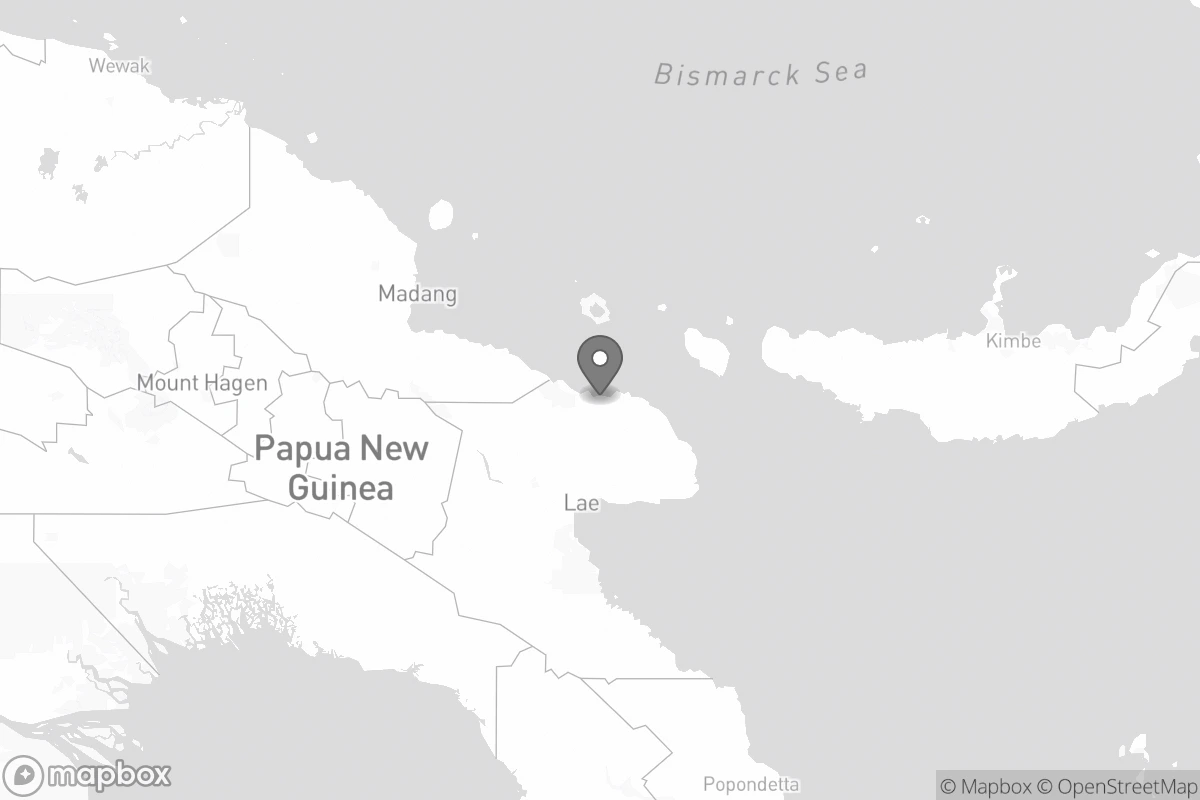 Wewak
Bismarck Sea
Madang
Kimbe
Mount Hagen
Papua New
Guinea
Lae
Popondetta
mapbox
© Mapbox © OpenStreetMap